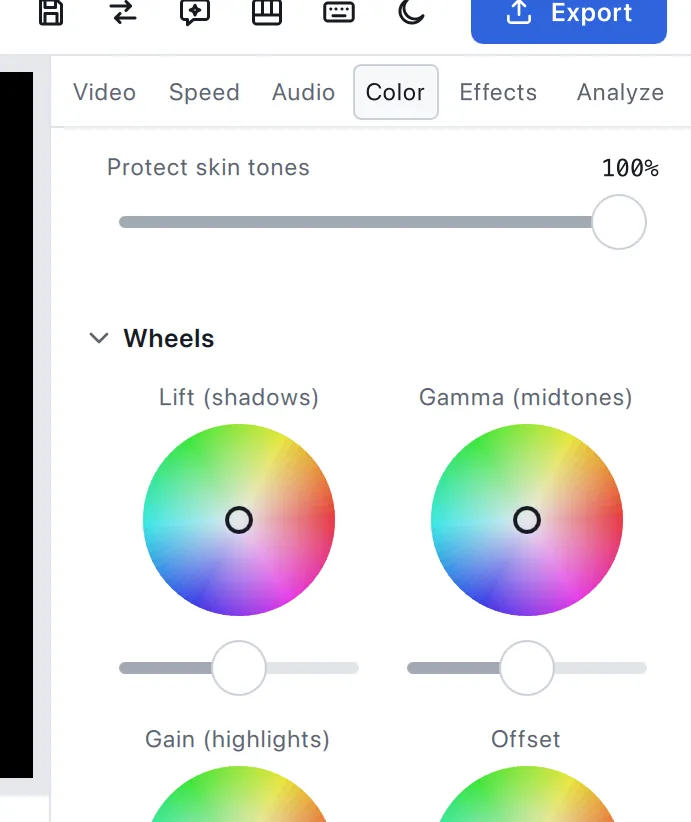 Export
Video Speed Audio Color Effects Analyze
Protect skin tones 100%
Wheels
Lift (shadows) Gamma (midtones)
Gain (highlights) Offset